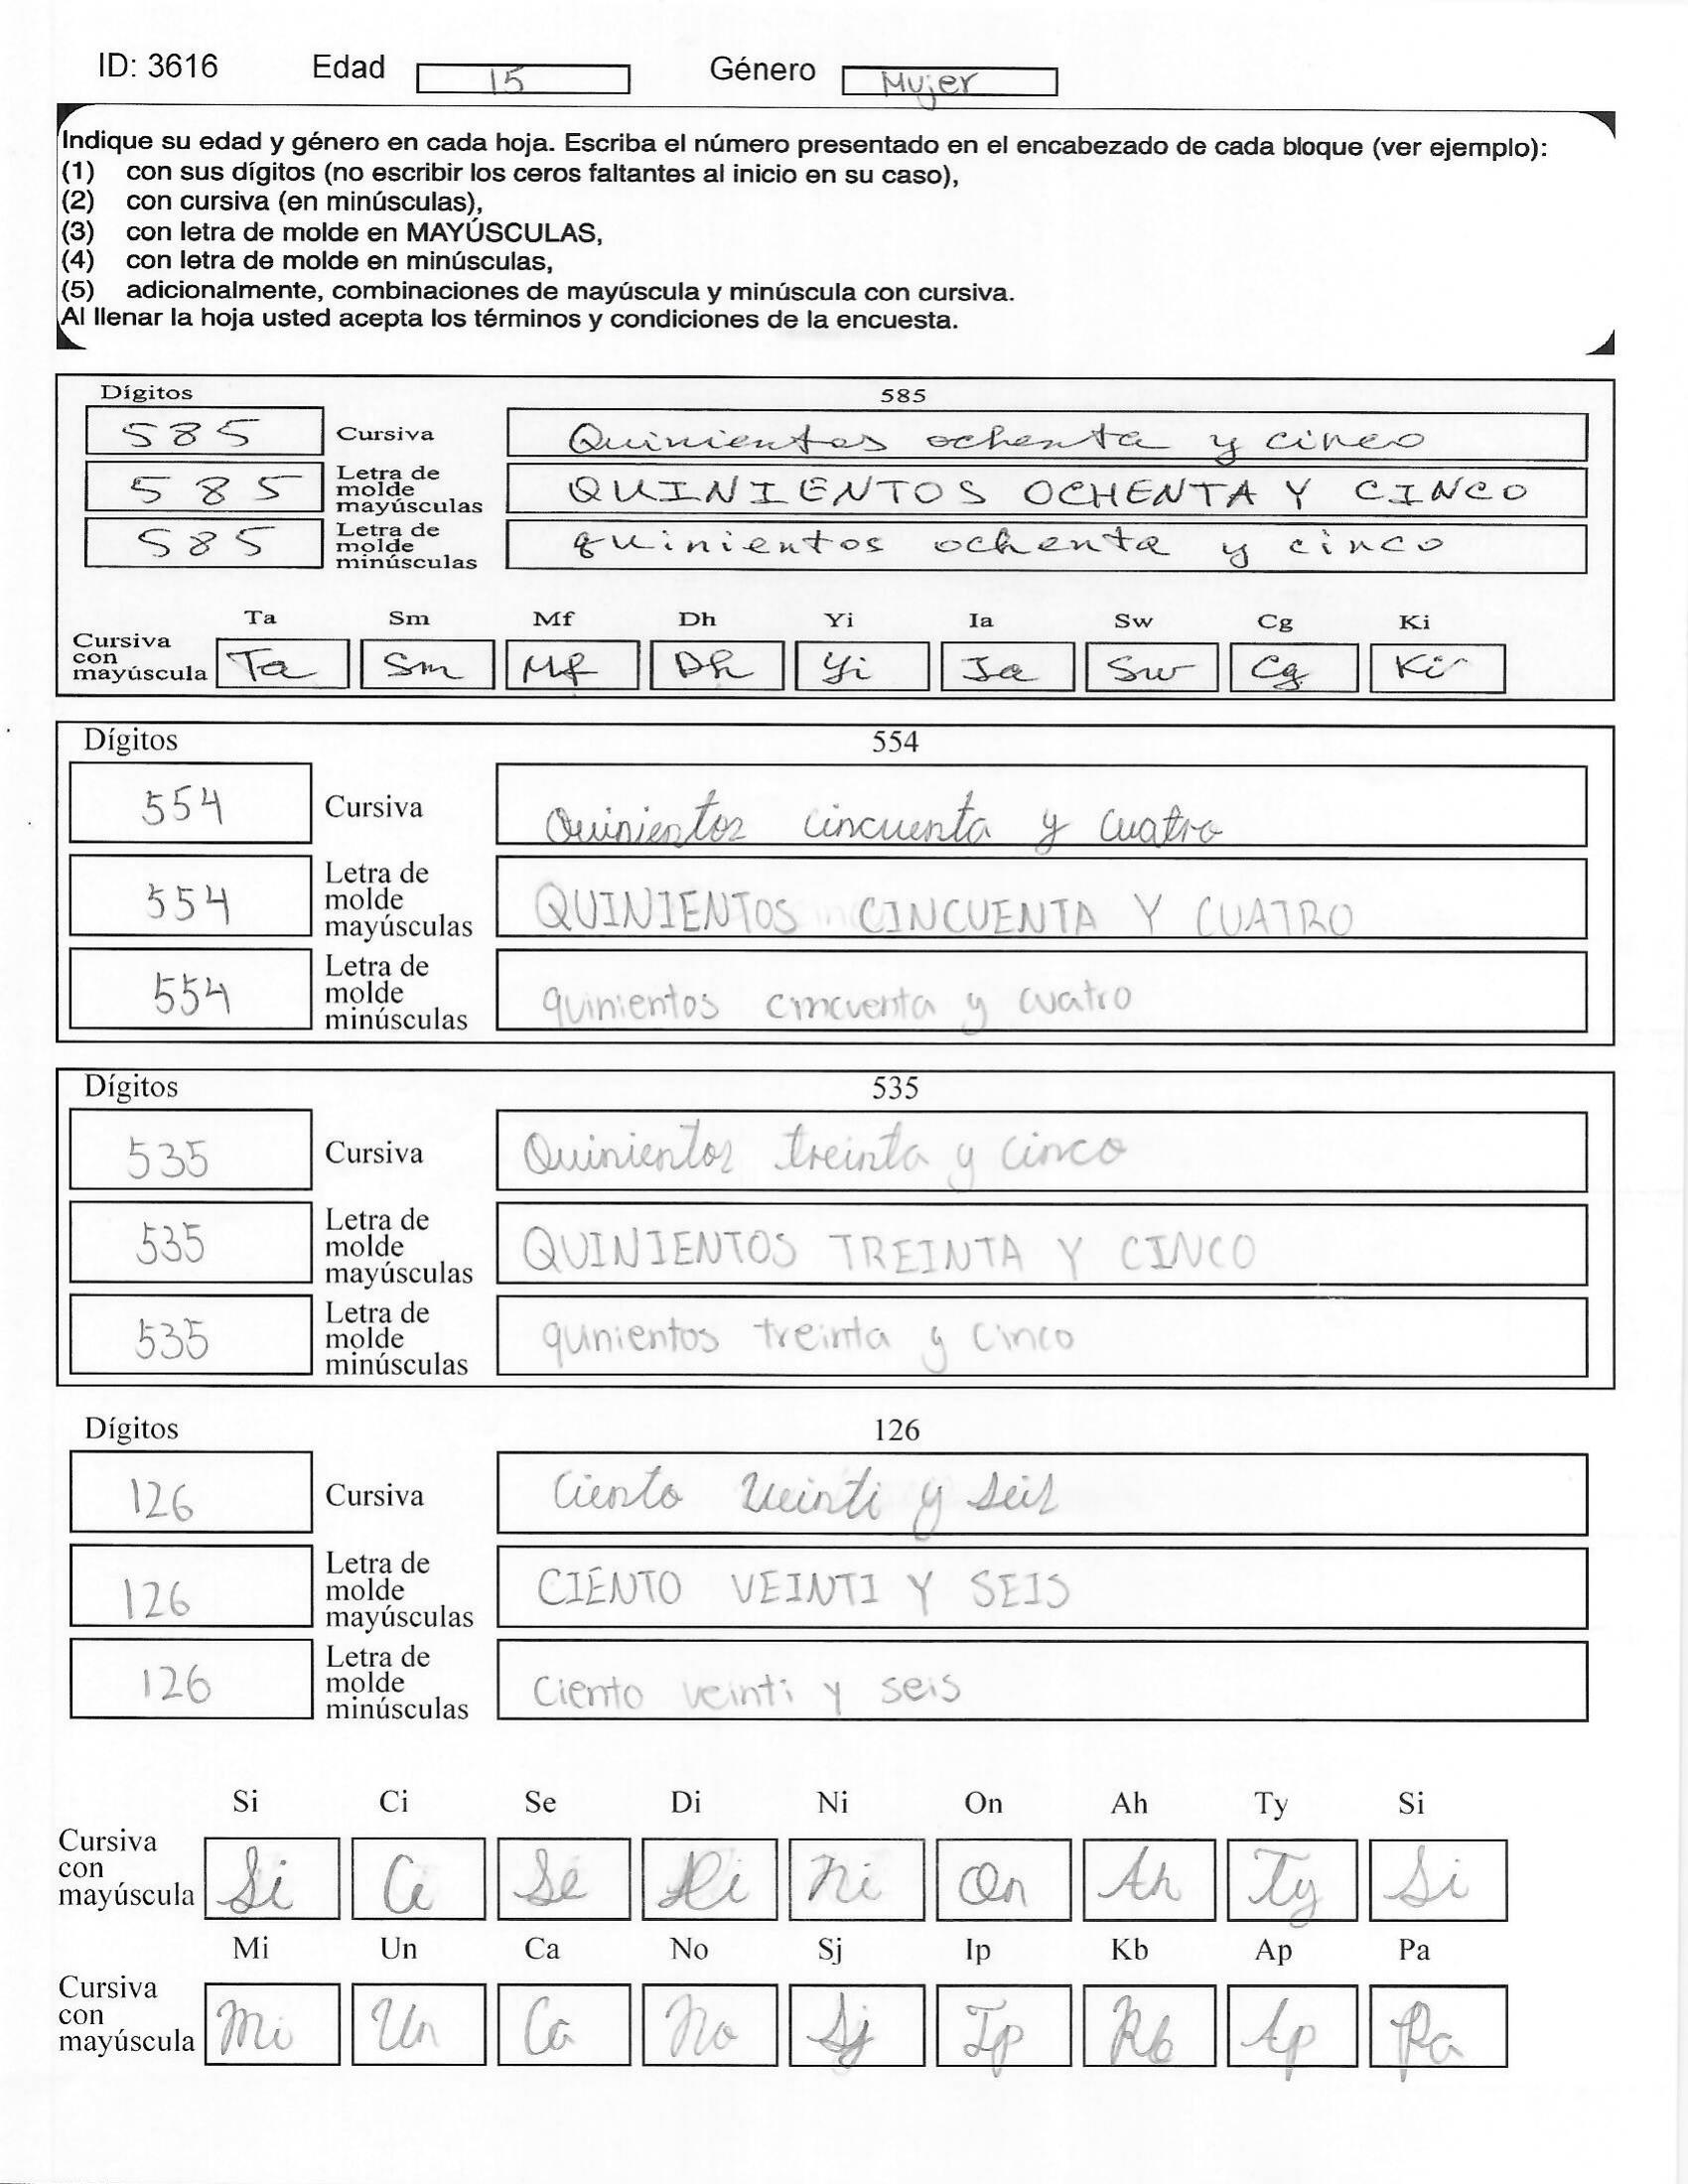 ID: 3616 Edad 15 Género Mujer
Indique su edad y género en cada hoja. Escriba el número presentado en el encabezado de cada bloque (ver ejemplo):
(1) con sus dígitos (no escribir los ceros faltantes al inicio en su caso),
(2) con cursiva (en minúsculas),
(3) con letra de molde en MAYÚSCULAS,
(4) con letra de molde en minúsculas,
(5) adicionalmente, combinaciones de mayúscula y minúscula con cursiva.
Al llenar la hoja usted acepta los términos y condiciones de la encuesta.
Dígitos 585
585 Cursiva Quinientos ochenta y cinco
585 Letra de molde mayúsculas QUINIENTOS OCHENTA Y CINCO
585 Letra de molde minúsculas quinientos ochenta y cinco
Ta Sm Mf Dh Yi Ia Sw Cg Ki
Cursiva con mayúscula Ta Sm Mf Dh Yi Ia Sw Cg Ki
Dígitos 554
554 Cursiva Quinientos cincuenta y cuatro
554 Letra de molde mayúsculas QUINIENTOS CINCUENTA Y CUATRO
554 Letra de molde minúsculas quinientos cincuenta y cuatro
Dígitos 535
535 Cursiva Quinientos treinta y cinco
535 Letra de molde mayúsculas QUINIENTOS TREINTA Y CINCO
535 Letra de molde minúsculas qunientos treinta y cinco
Dígitos 126
126 Cursiva Ciento Veinti y seis
126 Letra de molde mayúsculas CIENTO VEINTI Y SEIS
126 Letra de molde minúsculas Ciento veinti y seis
Si Ci Se Di Ni On Ah Ty Si
Cursiva con mayúscula Si Ci Se Di Ni On Ah Ty Si
Mi Un Ca No Sj Ip Kb Ap Pa
Cursiva con mayúscula Mi Un Ca No Sj Ip Kb Ap Pa